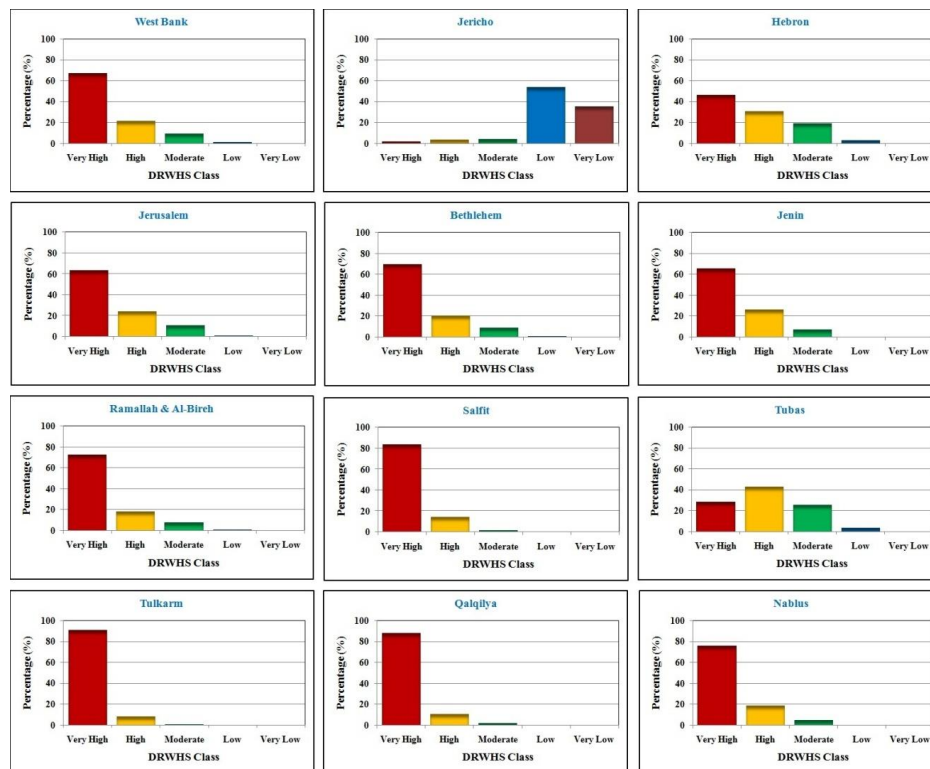 West Bank
Percentage (%)
100
80
60
40
20
0
Very High High Moderate Low Very Low
DRWHS Class
Jericho
Percentage (%)
100
80
60
40
20
0
Very High High Moderate Low Very Low
DRWHS Class
Hebron
Percentage (%)
100
80
60
40
20
0
Very High High Moderate Low Very Low
DRWHS Class
Jerusalem
Percentage (%)
100
80
60
40
20
0
Very High High Moderate Low Very Low
DRWHS Class
Bethlehem
Percentage (%)
100
80
60
40
20
0
Very High High Moderate Low Very Low
DRWHS Class
Jenin
Percentage (%)
100
80
60
40
20
0
Very High High Moderate Low Very Low
DRWHS Class
Ramallah & Al-Bireh
Percentage (%)
100
80
60
40
20
0
Very High High Moderate Low Very Low
DRWHS Class
Salfit
Percentage (%)
100
80
60
40
20
0
Very High High Moderate Low Very Low
DRWHS Class
Tubas
Percentage (%)
100
80
60
40
20
0
Very High High Moderate Low Very Low
DRWHS Class
Tulkarm
Percentage (%)
100
80
60
40
20
0
Very High High Moderate Low Very Low
DRWHS Class
Qalqilya
Percentage (%)
100
80
60
40
20
0
Very High High Moderate Low Very Low
DRWHS Class
Nablus
Percentage (%)
100
80
60
40
20
0
Very High High Moderate Low Very Low
DRWHS Class